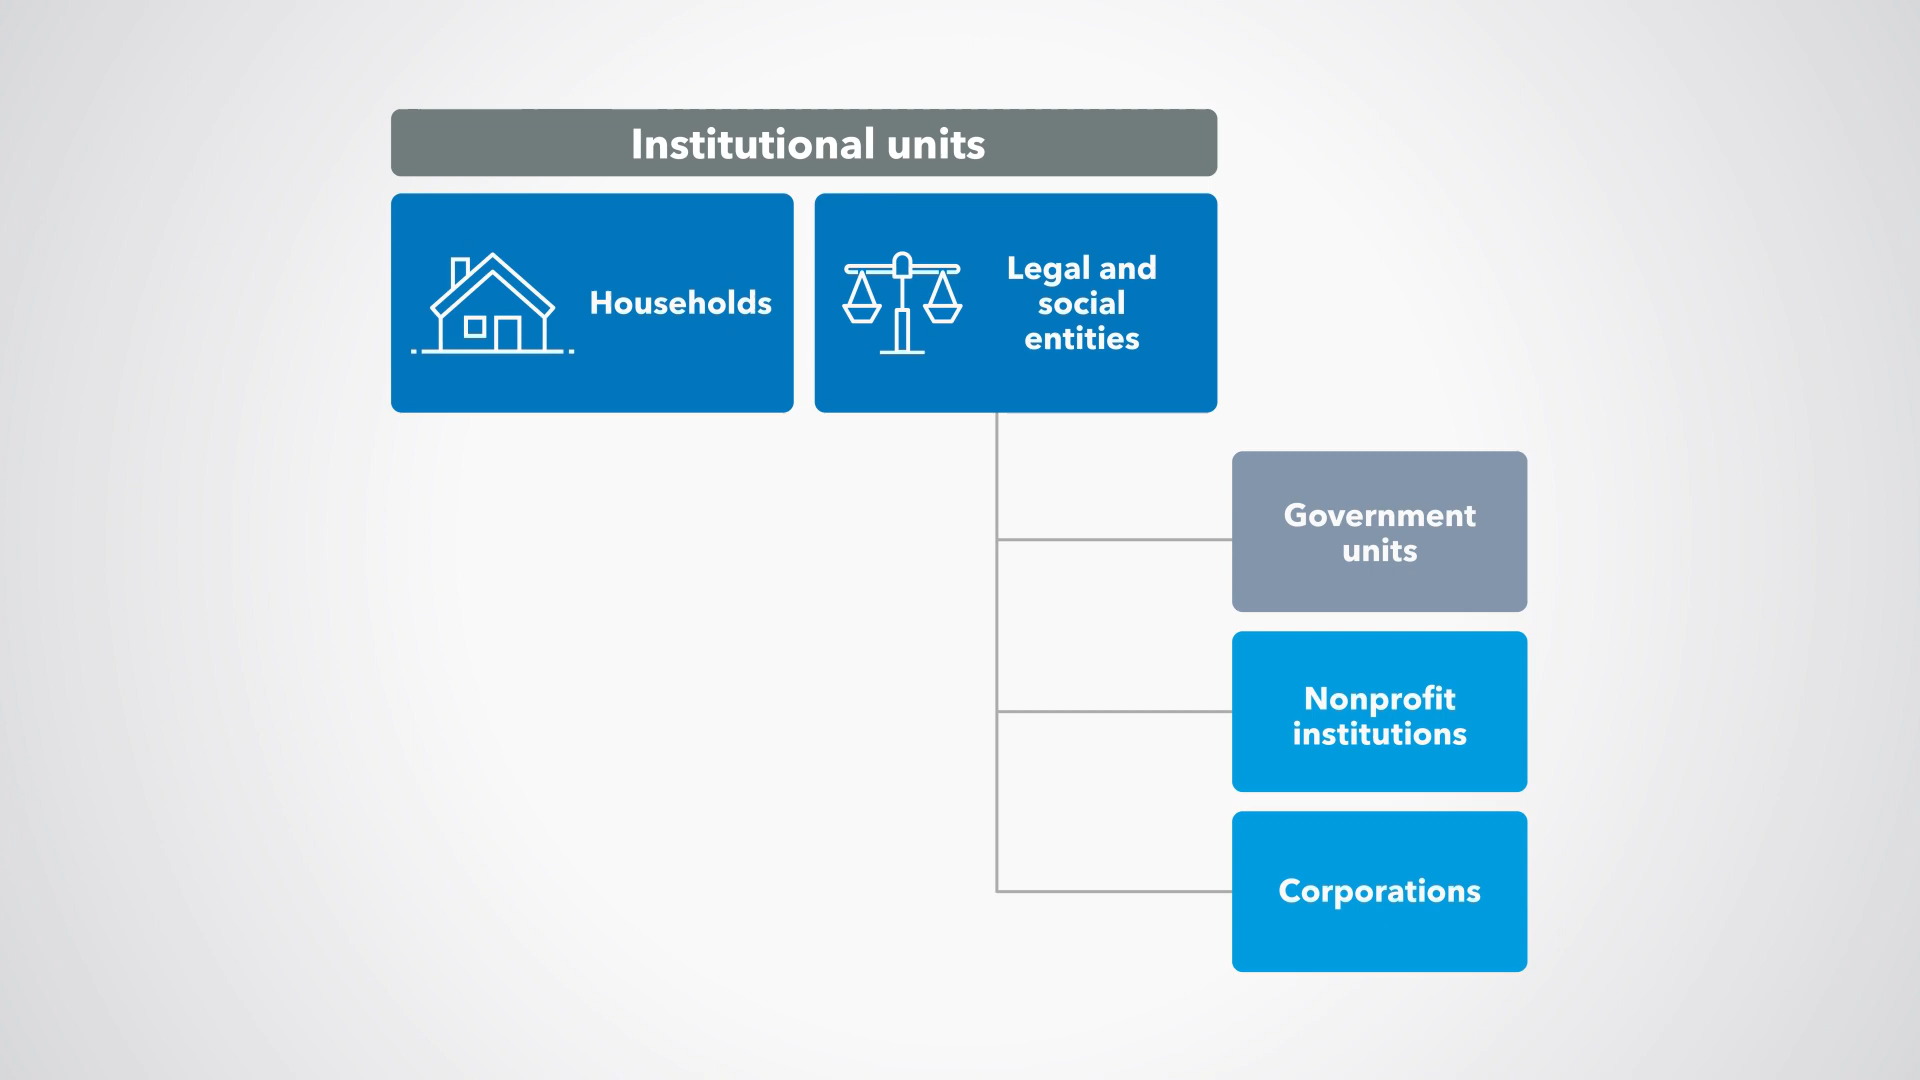 Institutional units
Households
Legal and
social
entities
Government
units
Nonprofit
institutions
Corporations